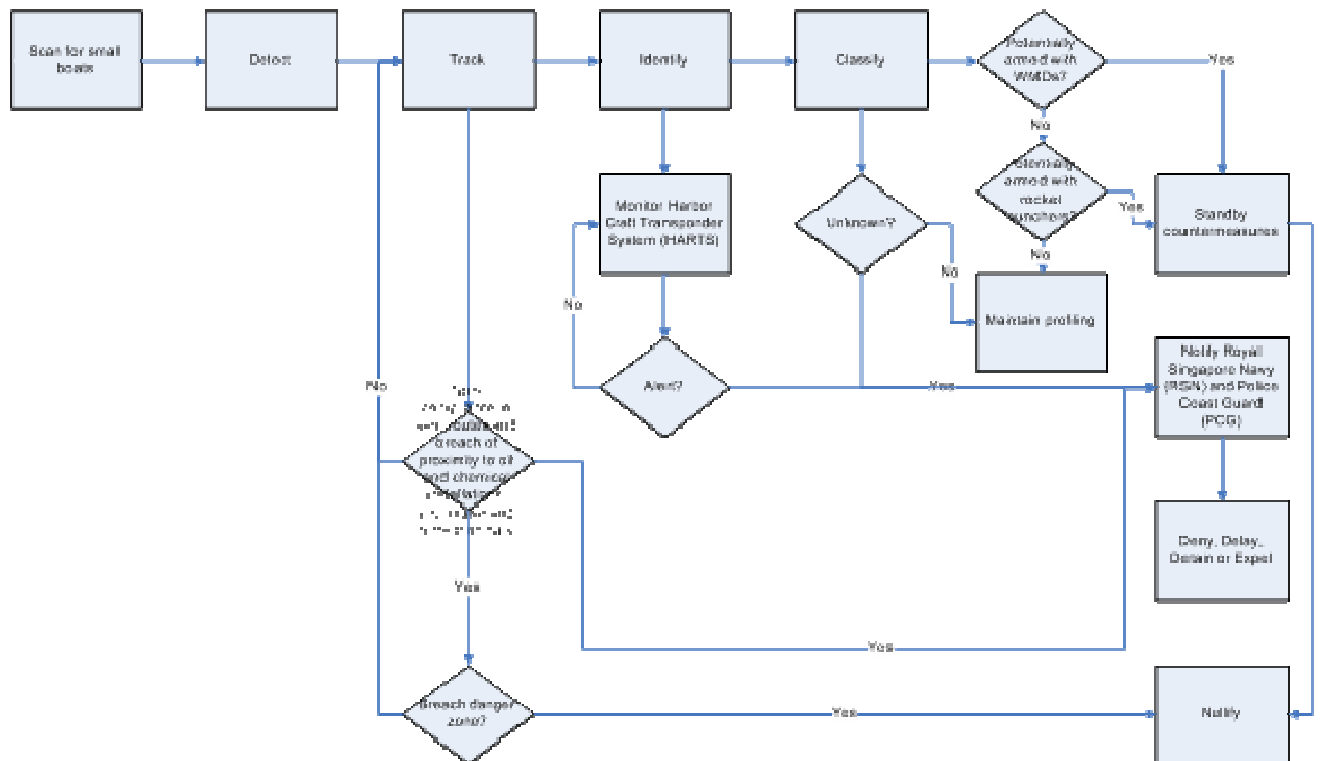 Scan for small
boats
Detect
Track
Identify
Classify
Potentially
armed with
WMDs?
Yes
No
armed with
rocket
Yes
No
Standby
countermeasures
Monitor Harbor
Craft Transponder
System (HARTS)
Unknown?
No
Maintain profiling
No
Alert?
Yes
Notify Royal
Singapore Navy
(RSN) and Police
Coast Guard
(PCG)
No
breach of
proximity to oil
and chemical
Deny, Delay,
Detain or Expel
Yes
Yes
Breach danger
zone?
Yes
Nullify